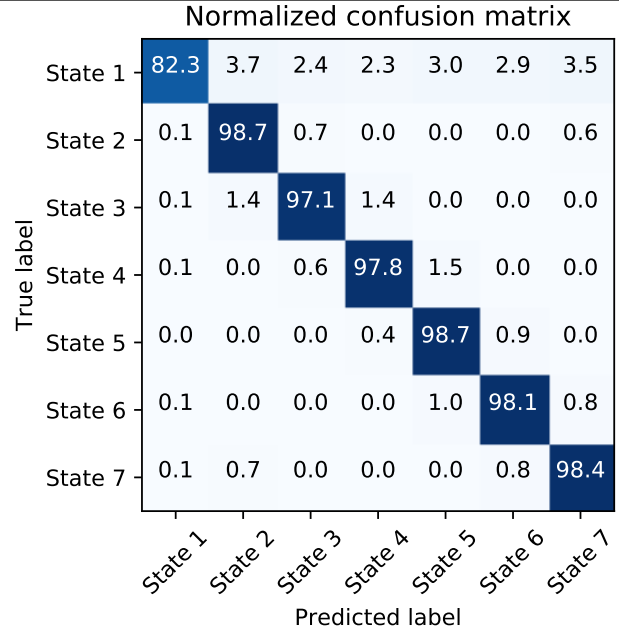 Normalized confusion matrix
True label
State 1 82.3 3.7 2.4 2.3 3.0 2.9 3.5
State 2 0.1 98.7 0.7 0.0 0.0 0.0 0.6
State 3 0.1 1.4 97.1 1.4 0.0 0.0 0.0
State 4 0.1 0.0 0.6 97.8 1.5 0.0 0.0
State 5 0.0 0.0 0.0 0.4 98.7 0.9 0.0
State 6 0.1 0.0 0.0 0.0 1.0 98.1 0.8
State 7 0.1 0.7 0.0 0.0 0.0 0.8 98.4
State 1 State 2 State 3 State 4 State 5 State 6 State 7
Predicted label